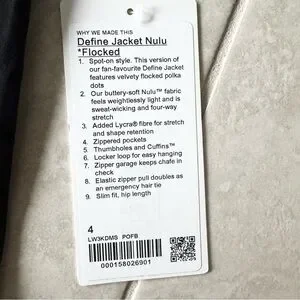 WHY WE MADE THIS
Define Jacket Nulu
*Flocked
1. Spot-on style. This version of
our fan-favourite Define Jacket
features velvety flocked polka
dots
2. Our buttery-soft Nulu™ fabric
feels weightlessly light and is
sweat-wicking and four-way
stretch
3. Added Lycra® fibre for stretch
and shape retention
4. Zippered pockets
5. Thumbholes and Cuffins™
6. Locker loop for easy hanging
7. Zipper garage keeps chafe in
check
8. Elastic zipper pull doubles as
an emergency hair tie
9. Slim fit, hip length
4
LW3KDMS POFB
000158026901